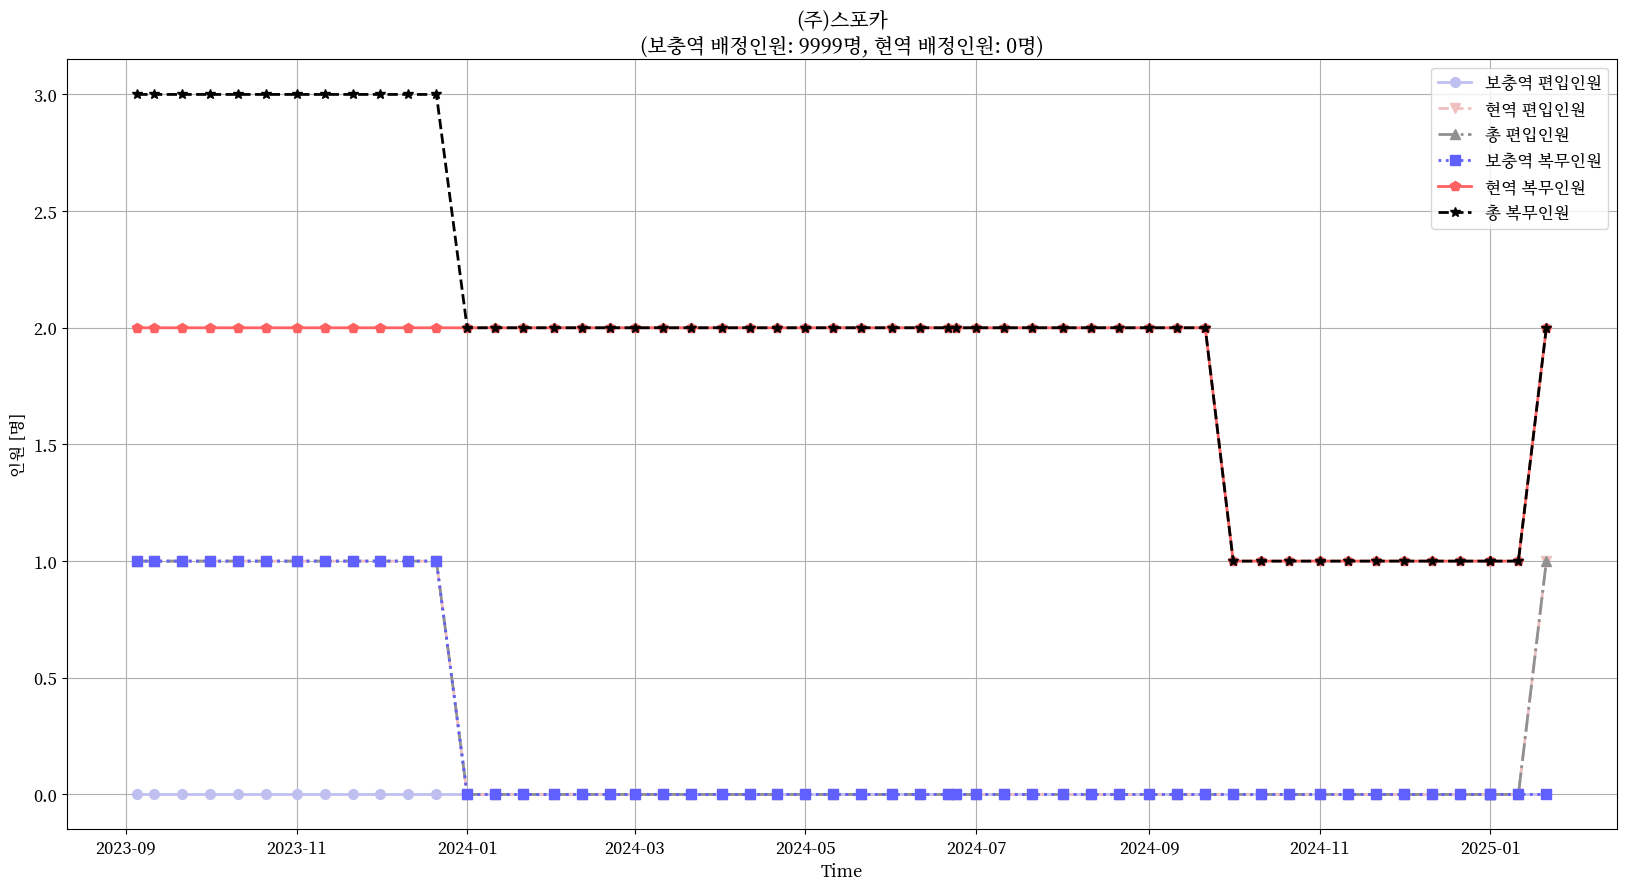 (주)스포카
(보충역 배정인원: 9999명, 현역 배정인원: 0명)
보충역 편입인원
현역 편입인원
총 편입인원
보충역 복무인원
현역 복무인원
총 복무인원
인원 [명]
3.0
2.5
2.0
1.5
1.0
0.5
0.0
2023-09
2023-11
2024-01
2024-03
2024-05
2024-07
2024-09
2024-11
2025-01
Time